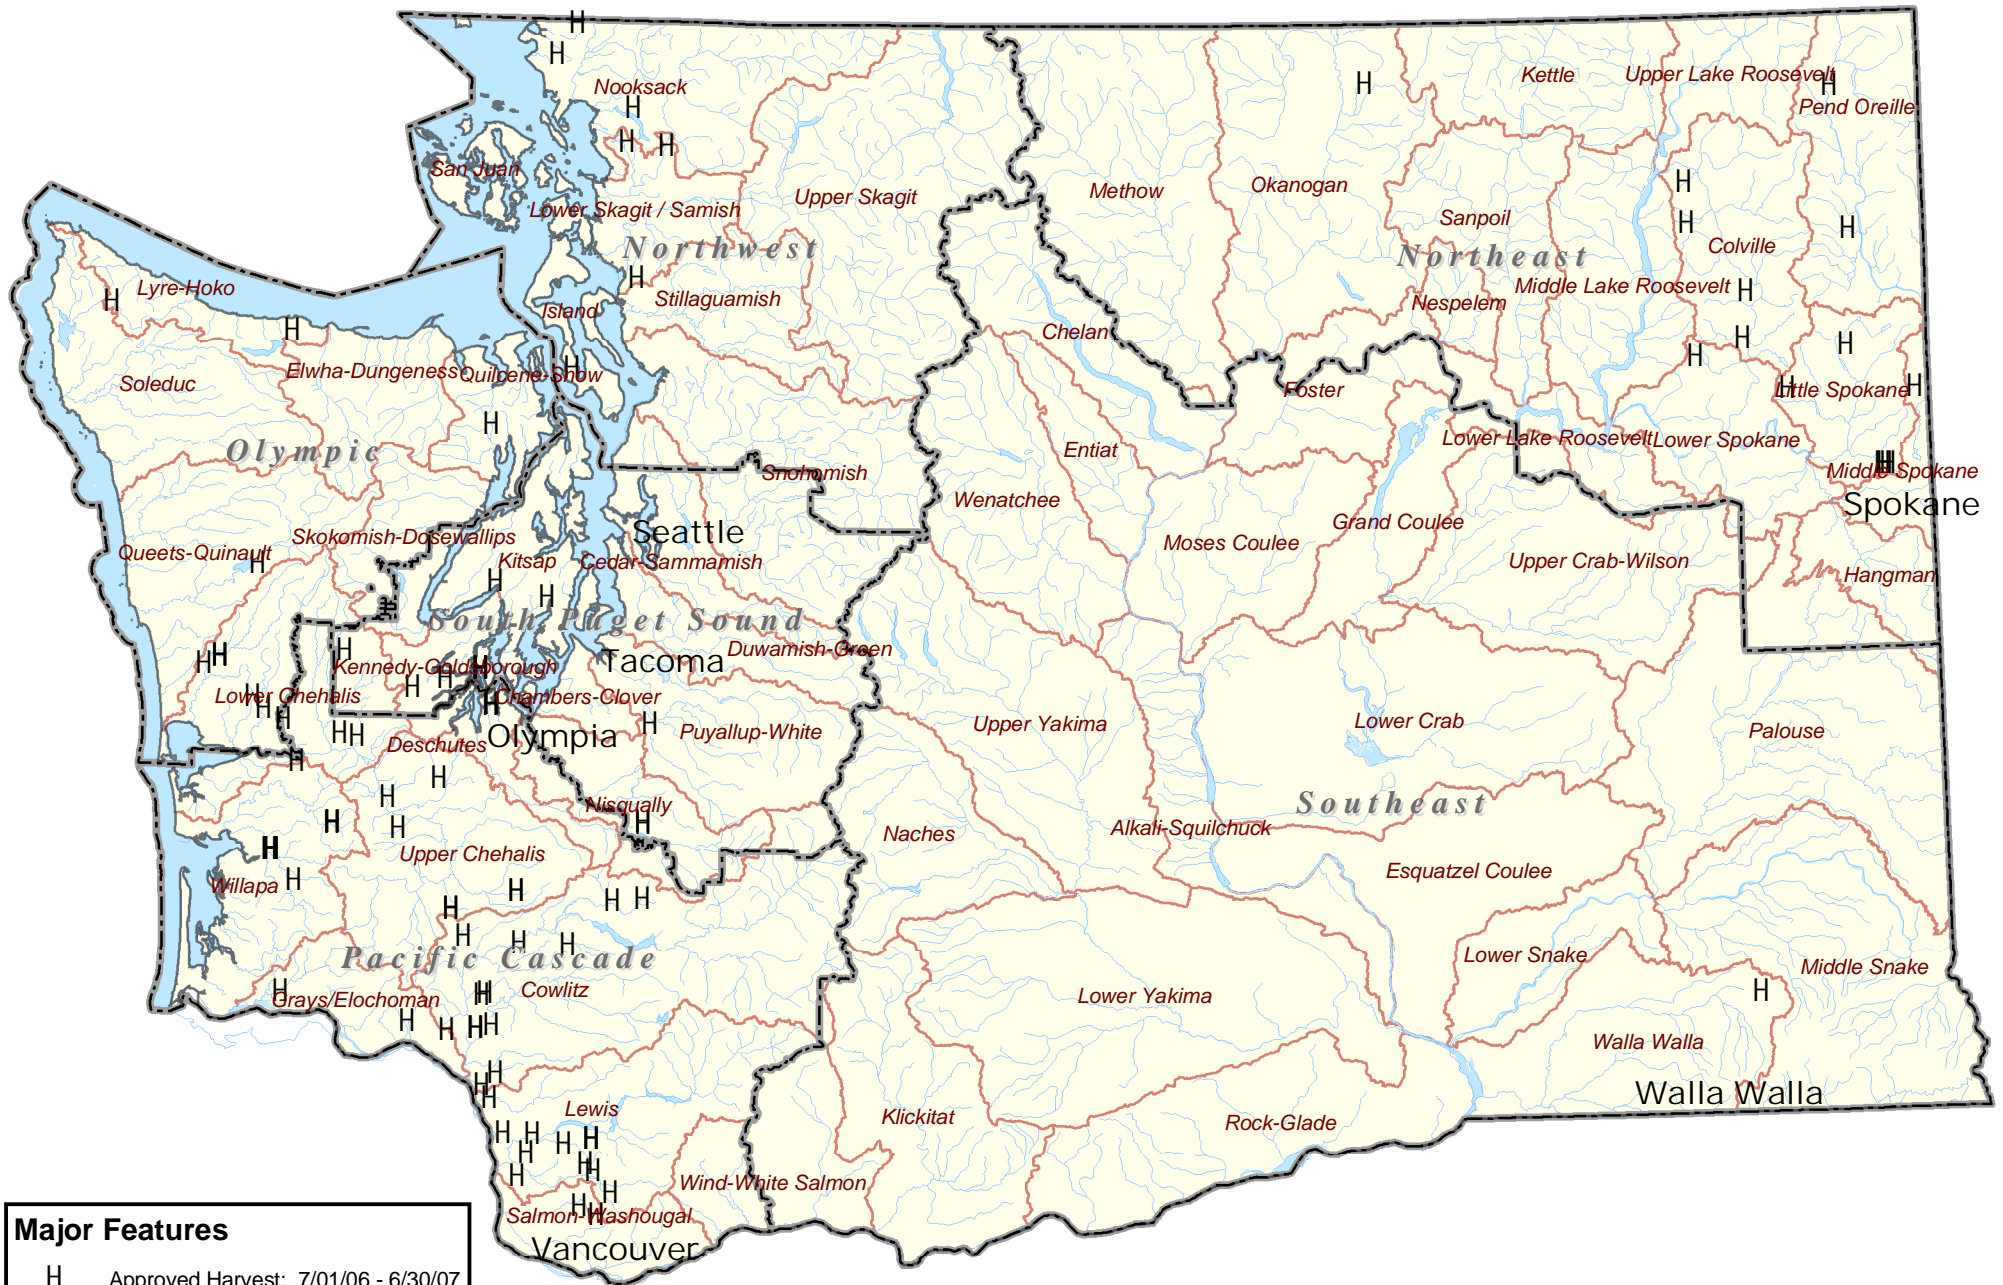 Nooksack
Kettle
Upper Lake Roosevelt
Pend Oreille
San Juan
Lower Skagit / Samish
Upper Skagit
Methow
Okanogan
Sanpoil
Colville
Northwest
Northeast
Lyre-Hoko
Island
Stillaguamish
Nespelem
Middle Lake Roosevelt
Chelan
Soleduc
Elwha-Dungeness
Quilcene-Snow
Foster
Little Spokane
Olympic
Entiat
Lower Lake Roosevelt
Lower Spokane
Snohomish
Middle Spokane
Wenatchee
Spokane
Seattle
Grand Coulee
Skokomish-Dosewallips
Moses Coulee
Queets-Quinault
Kitsap
Cedar-Sammamish
Upper Crab-Wilson
Hangman
South Puget Sound
Duwamish-Green
Kennedy-Goldsborough
Tacoma
Lower Chehalis
Chambers-Clover
Upper Yakima
Lower Crab
Palouse
Deschutes
Olympia
Puyallup-White
Nisqually
Southeast
Naches
Alkali-Squilchuck
Upper Chehalis
Esquatzel Coulee
Willapa
Pacific Cascade
Lower Snake
Middle Snake
Grays/Elochoman
Cowlitz
Lower Yakima
Walla Walla
Walla Walla
Lewis
Klickitat
Rock-Glade
Wind-White Salmon
Salmon-Washougal
Vancouver
Major Features
H Approved Harvest: 7/01/06 - 6/30/07